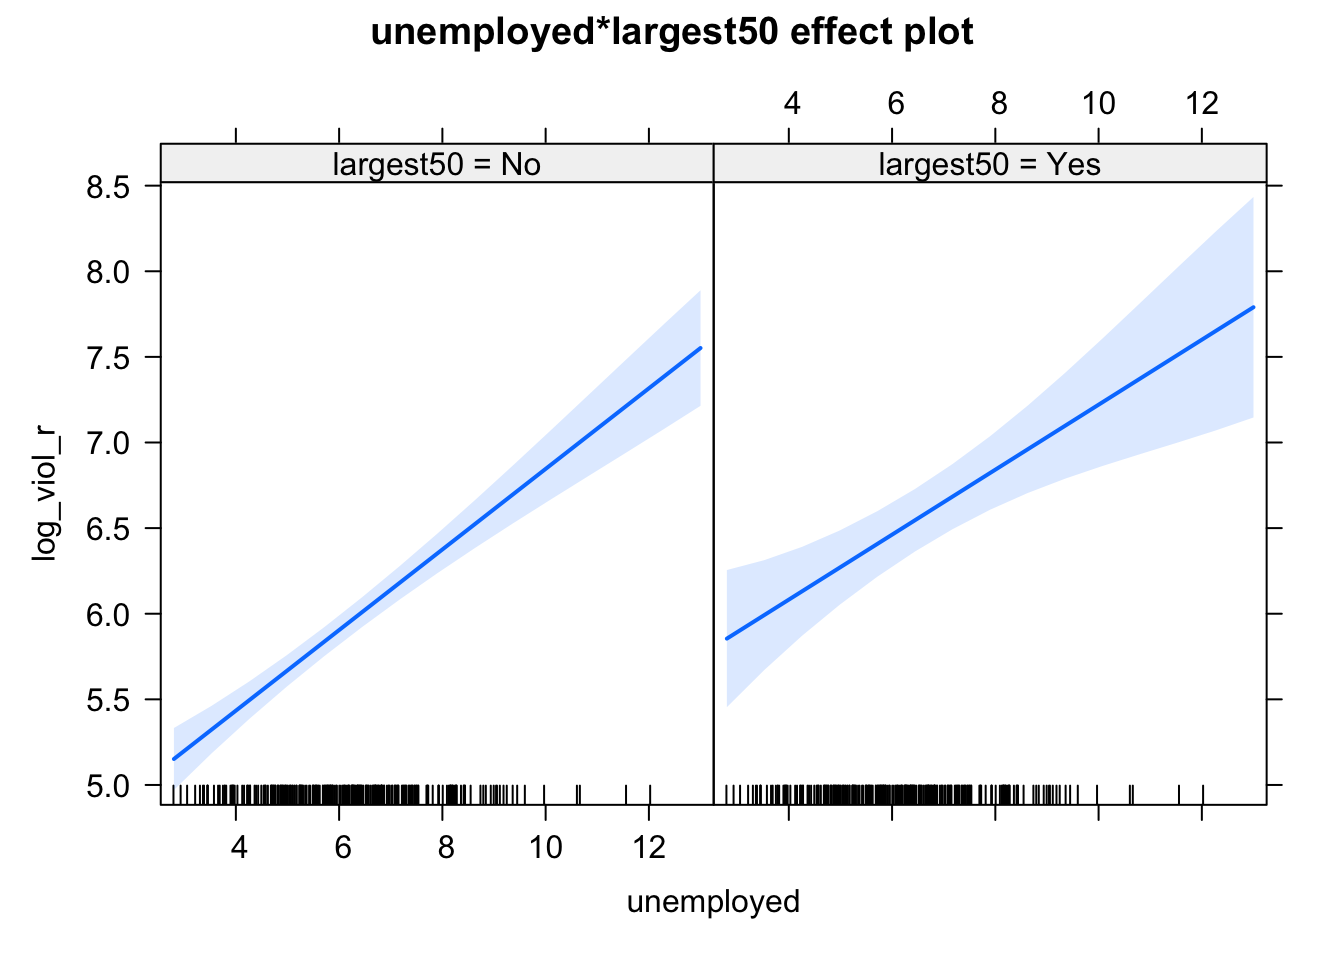 unemployed*largest50 effect plot
4 6 8 10 12
largest50 = No largest50 = Yes
8.5
8.0
7.5
7.0
6.5
6.0
5.5
5.0
log_viol_r
4 6 8 10 12
unemployed